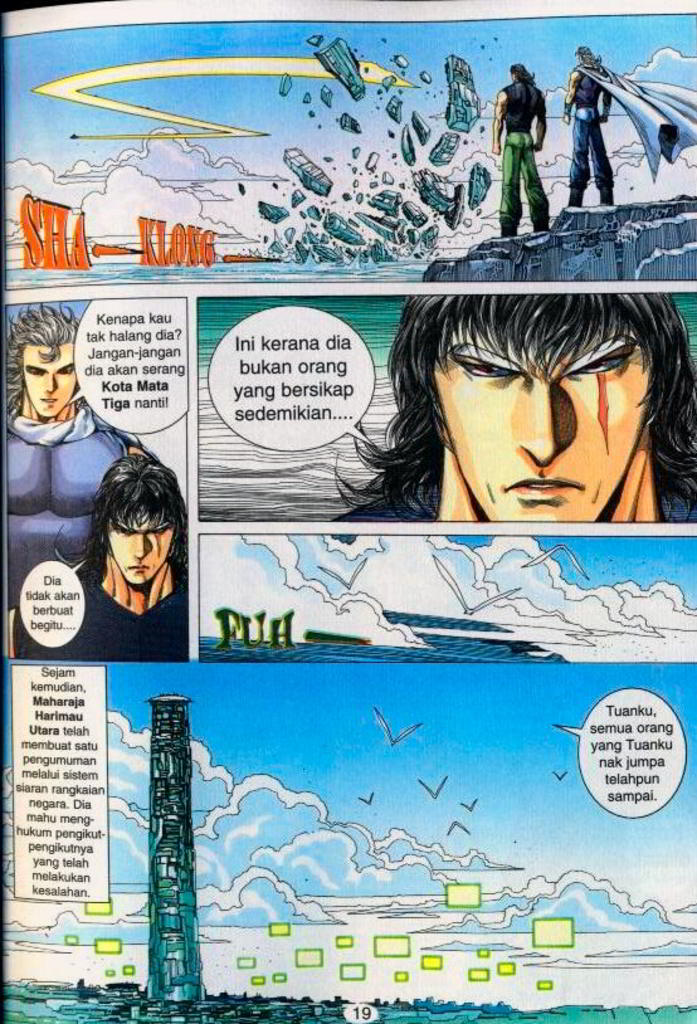 SHA
KLONG
Kenapa kau
tak halang dia?
Jangan-jangan
dia akan serang
Kota Mata
Tiga nanti!
Dia
tidak akan
berbuat
begitu....
Ini kerana dia
bukan orang
yang bersikap
sedemikian....
FUH
Sejam
kemudian,
Maharaja
Harimau
Utara telah
membuat satu
pengumuman
melalui sistem
siaran rangkaian
negara. Dia
mahu meng-
hukum pengikut-
pengikutnya
yang telah
melakukan
kesalahan.
Tuanku,
semua orang
yang Tuanku
nak jumpa
telahpun
sampai.
19